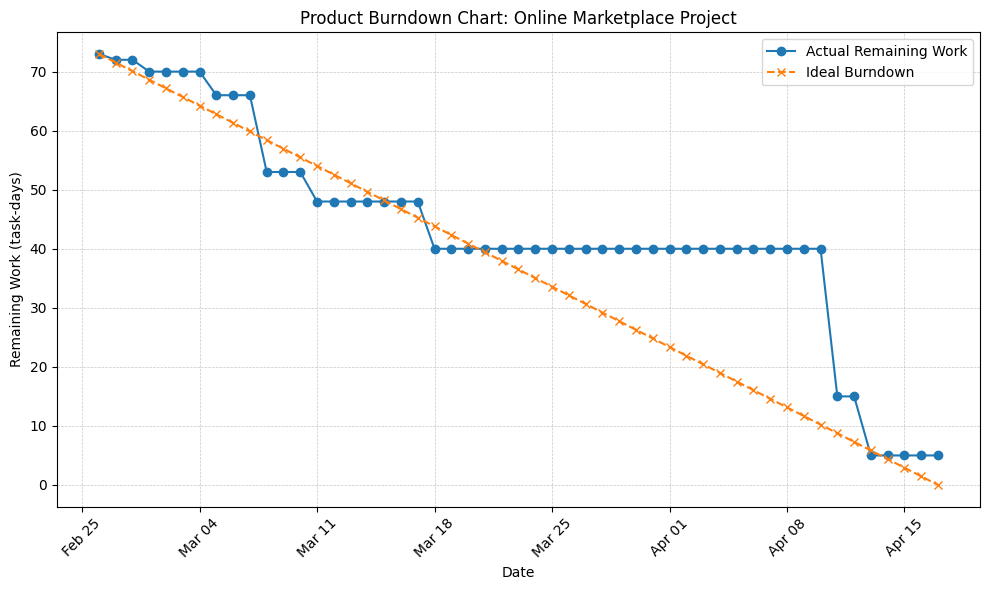 Product Burndown Chart: Online Marketplace Project
Actual Remaining Work
Ideal Burndown
Remaining Work (task-days)
70
60
50
40
30
20
10
0
Feb 25
Mar 04
Mar 11
Mar 18
Mar 25
Apr 01
Apr 08
Apr 15
Date